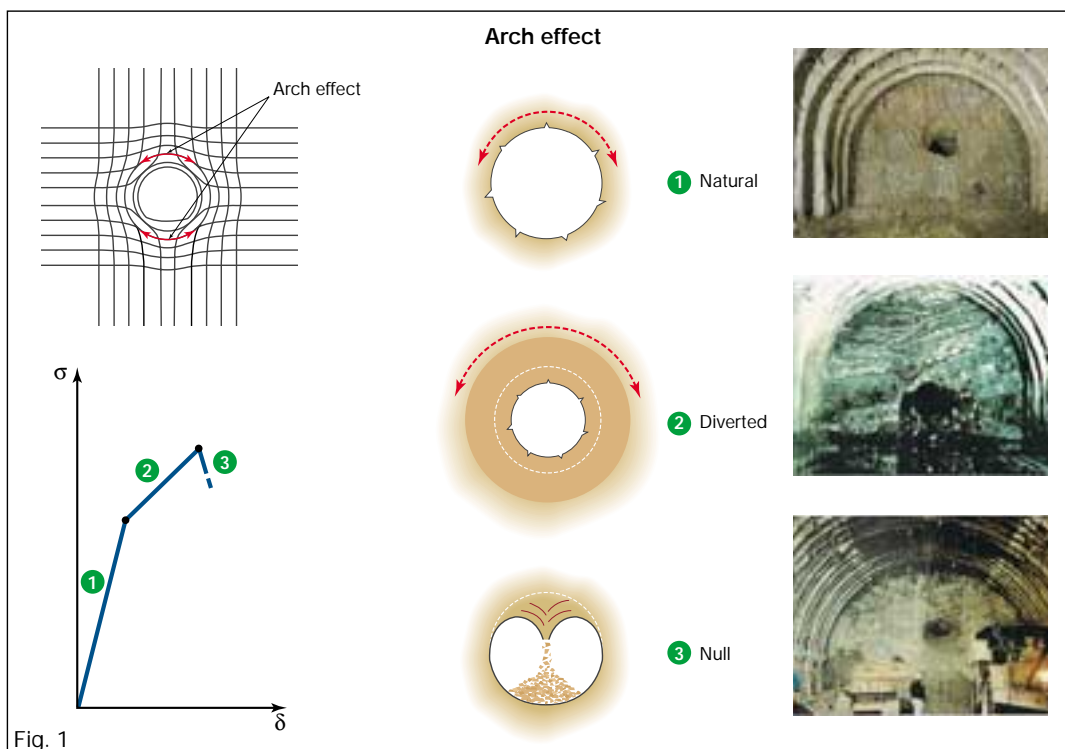 Arch effect
Arch effect
1 Natural
2 Diverted
3 Null
σ
1
2
3
δ
Fig. 1